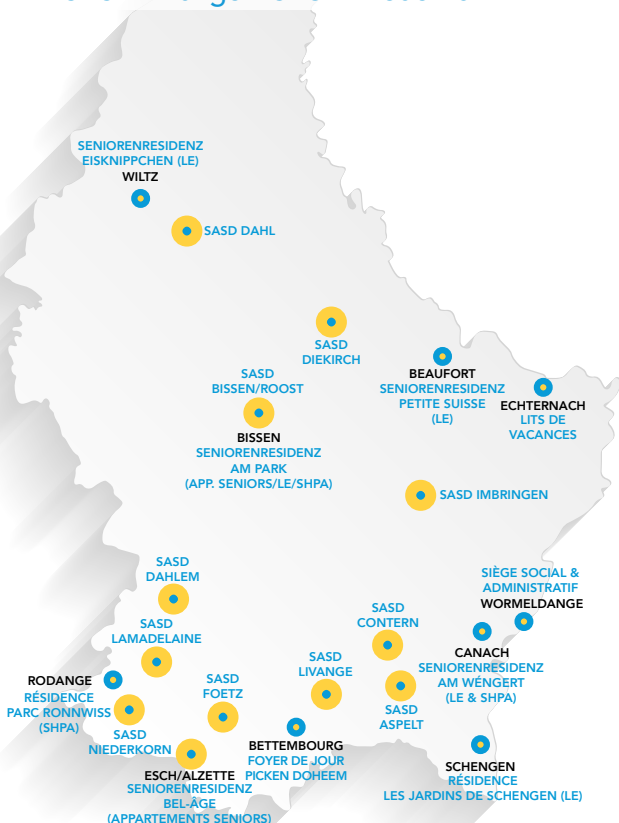 SENIORENRESIDENZ
EISKNIPPCHEN (LE)
WILTZ
SASD DAHL
SASD
DIEKIRCH
BEAUFORT
SENIORENRESIDENZ
PETITE SUISSE
(LE)
ECHTERNACH
LITS DE
VACANCES
SASD
BISSEN/ROOST
BISSEN
SENIORENRESIDENZ
AM PARK
(APP. SENIORS/LE/SHPA)
SASD IMBRINGEN
SASD
DAHLEM
SIÈGE SOCIAL &
ADMINISTRATIF
WORMELDANGE
SASD
LAMADELAINE
SASD
CONTERN
CANACH
SENIORENRESIDENZ
AM WÉNGERT
(LE & SHPA)
RODANGE
RÉSIDENCE
PARC RONNWISS
(SHPA)
SASD
FOETZ
SASD
LIVANGE
SASD
ASPELT
SASD
NIEDERKORN
BETTEMBOURG
FOYER DE JOUR
PICKEN DOHEEM
ESCH/ALZETTE
SENIORENRESIDENZ
BEL-ÂGE
(APPARTEMENTS SENIORS)
SCHENGEN
RÉSIDENCE
LES JARDINS DE SCHENGEN (LE)